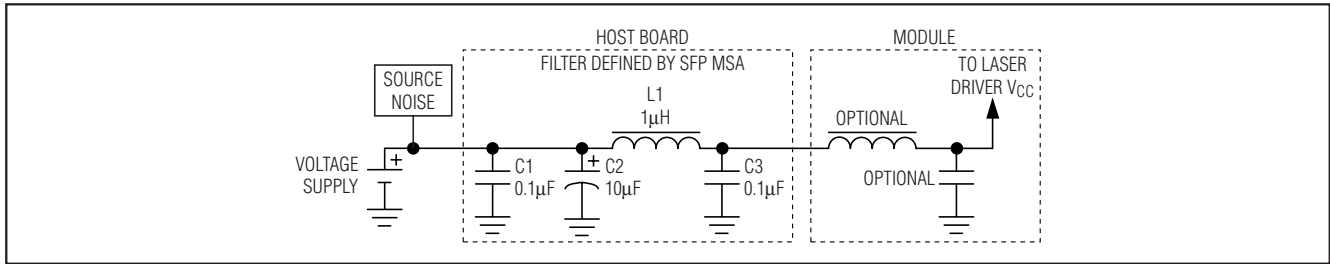 HOST BOARD
FILTER DEFINED BY SFP MSA
MODULE
SOURCE
NOISE
L1
1μH
TO LASER
DRIVER VCC
OPTIONAL
VOLTAGE
SUPPLY
+
C1
0.1μF
+
C2
10μF
C3
0.1μF
OPTIONAL